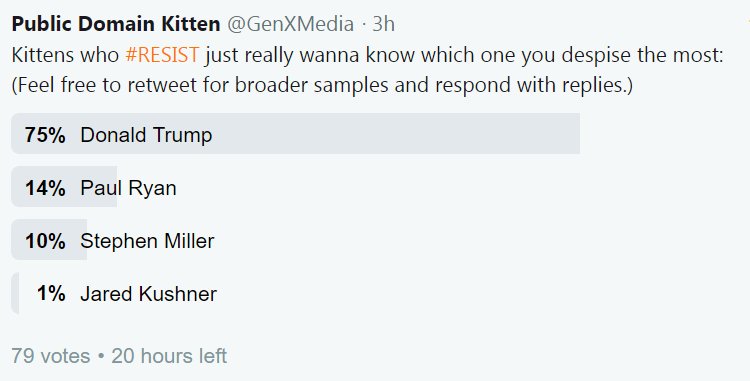 Public Domain Kitten @GenXMedia · 3h
Kittens who #RESIST just really wanna know which one you despise the most:
(Feel free to retweet for broader samples and respond with replies.)
75% Donald Trump
14% Paul Ryan
10% Stephen Miller
1% Jared Kushner
79 votes • 20 hours left